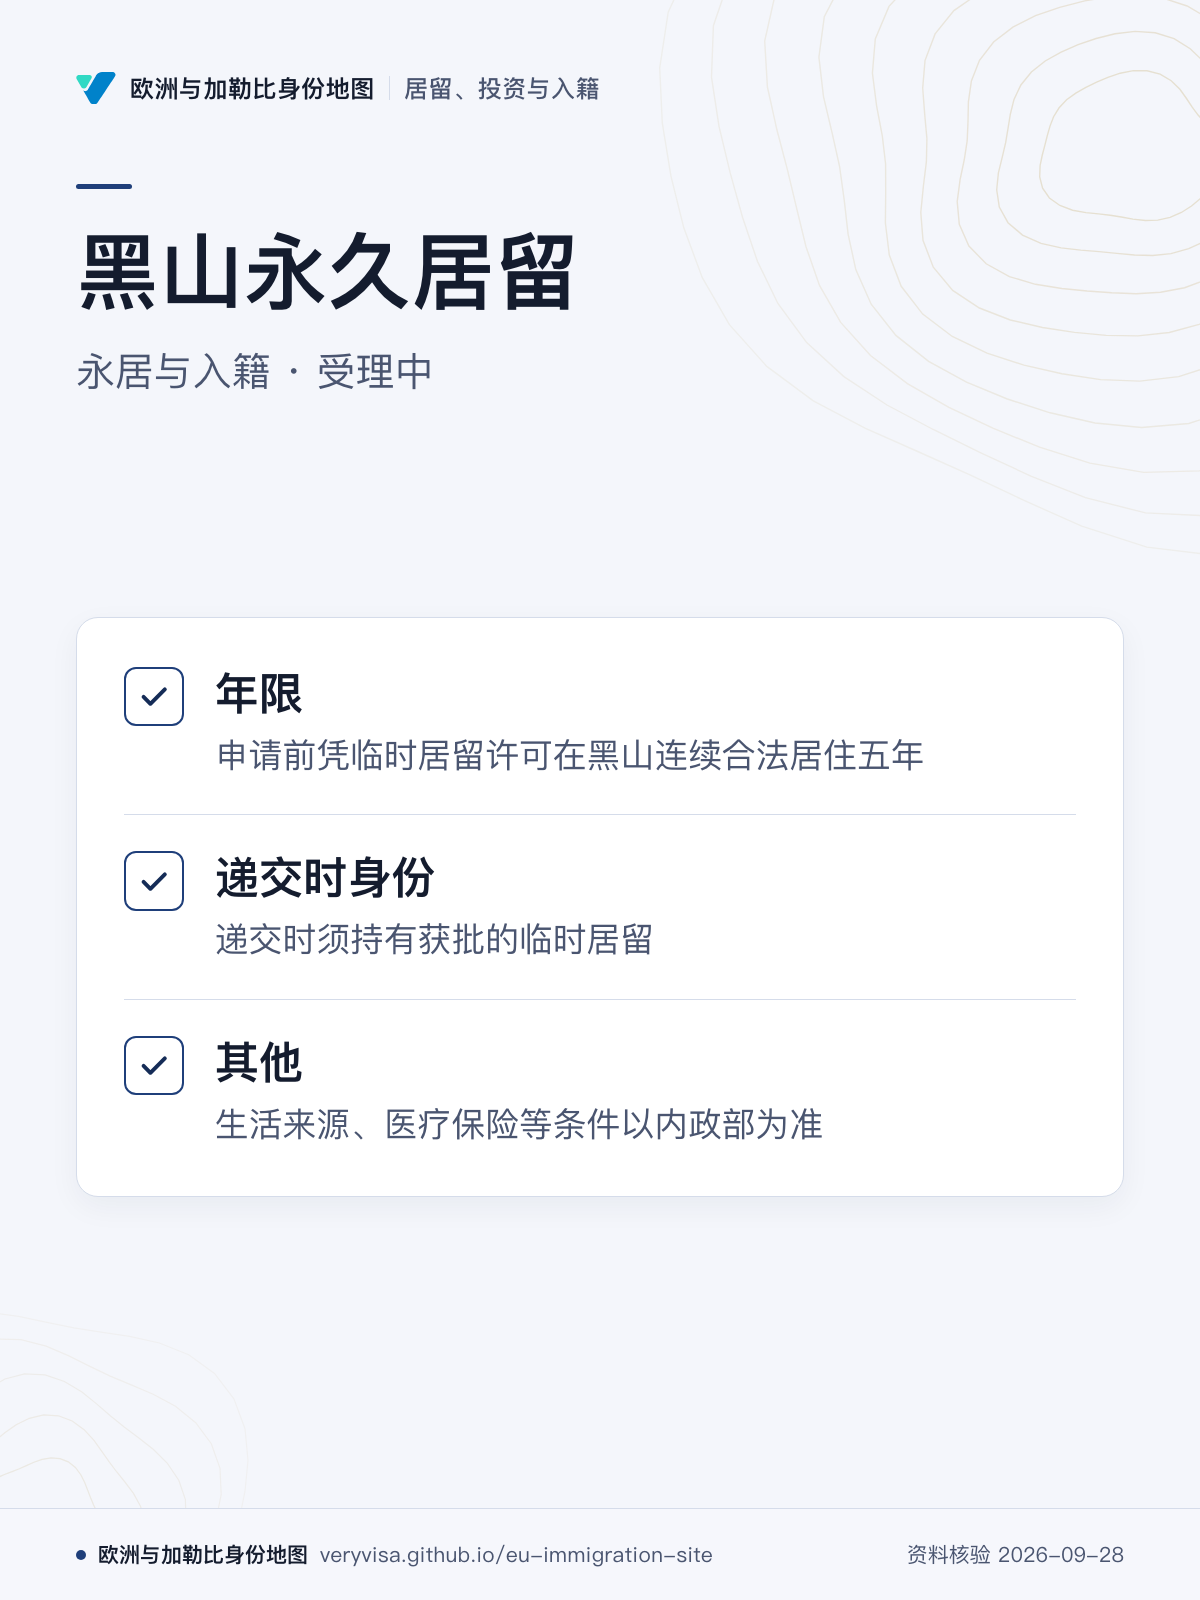 欧洲与加勒比身份地图 居留、投资与入籍
黑山永久居留
永居与入籍 · 受理中
年限
申请前凭临时居留许可在黑山连续合法居住五年
递交时身份
递交时须持有获批的临时居留
其他
生活来源、医疗保险等条件以内政部为准
欧洲与加勒比身份地图 veryvisa.github.io/eu-immigration-site 资料核验 2026-09-28